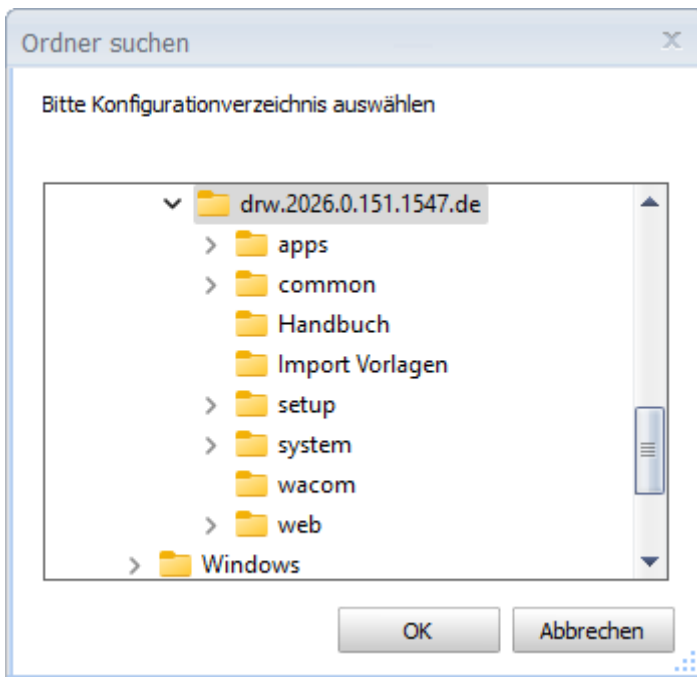 Ordner suchen
Bitte Konfigurationverzeichnis auswählen
drw.2026.0.151.1547.de
apps
common
Handbuch
Import Vorlagen
setup
system
wacom
web
Windows
OK Abbrechen